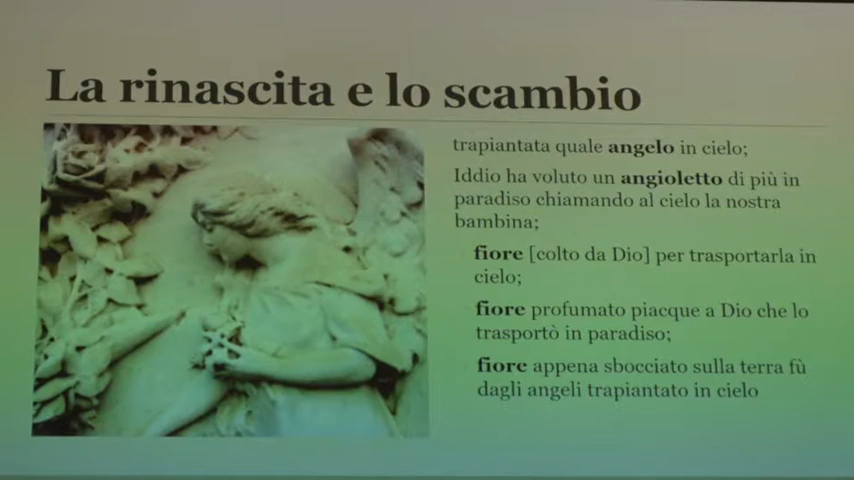 La rinascita e lo scambio
trapiantata quale angelo in cielo;
Iddio ha voluto un angioletto di più in
paradiso chiamando al cielo la nostra
bambina;
fiore [colto da Dio] per trasportarla in
cielo;
fiore profumato piacque a Dio che lo
trasportò in paradiso;
fiore appena sbocciato sulla terra fù
dagli angeli trapiantato in cielo